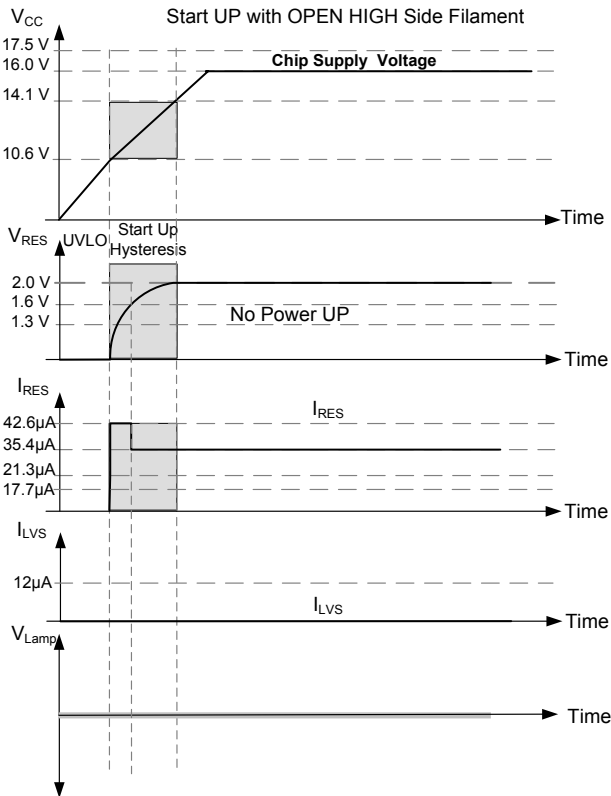 Start UP with OPEN HIGH Side Filament
VCC
17.5 V
16.0 V
Chip Supply Voltage
14.1 V
10.6 V
Time
VRES
UVLO
Start Up
Hysteresis
2.0 V
1.6 V
No Power UP
1.3 V
Time
IRES
IRES
42.6µA
35.4µA
21.3µA
17.7µA
Time
ILVS
12µA
ILVS
Time
VLamp
Time